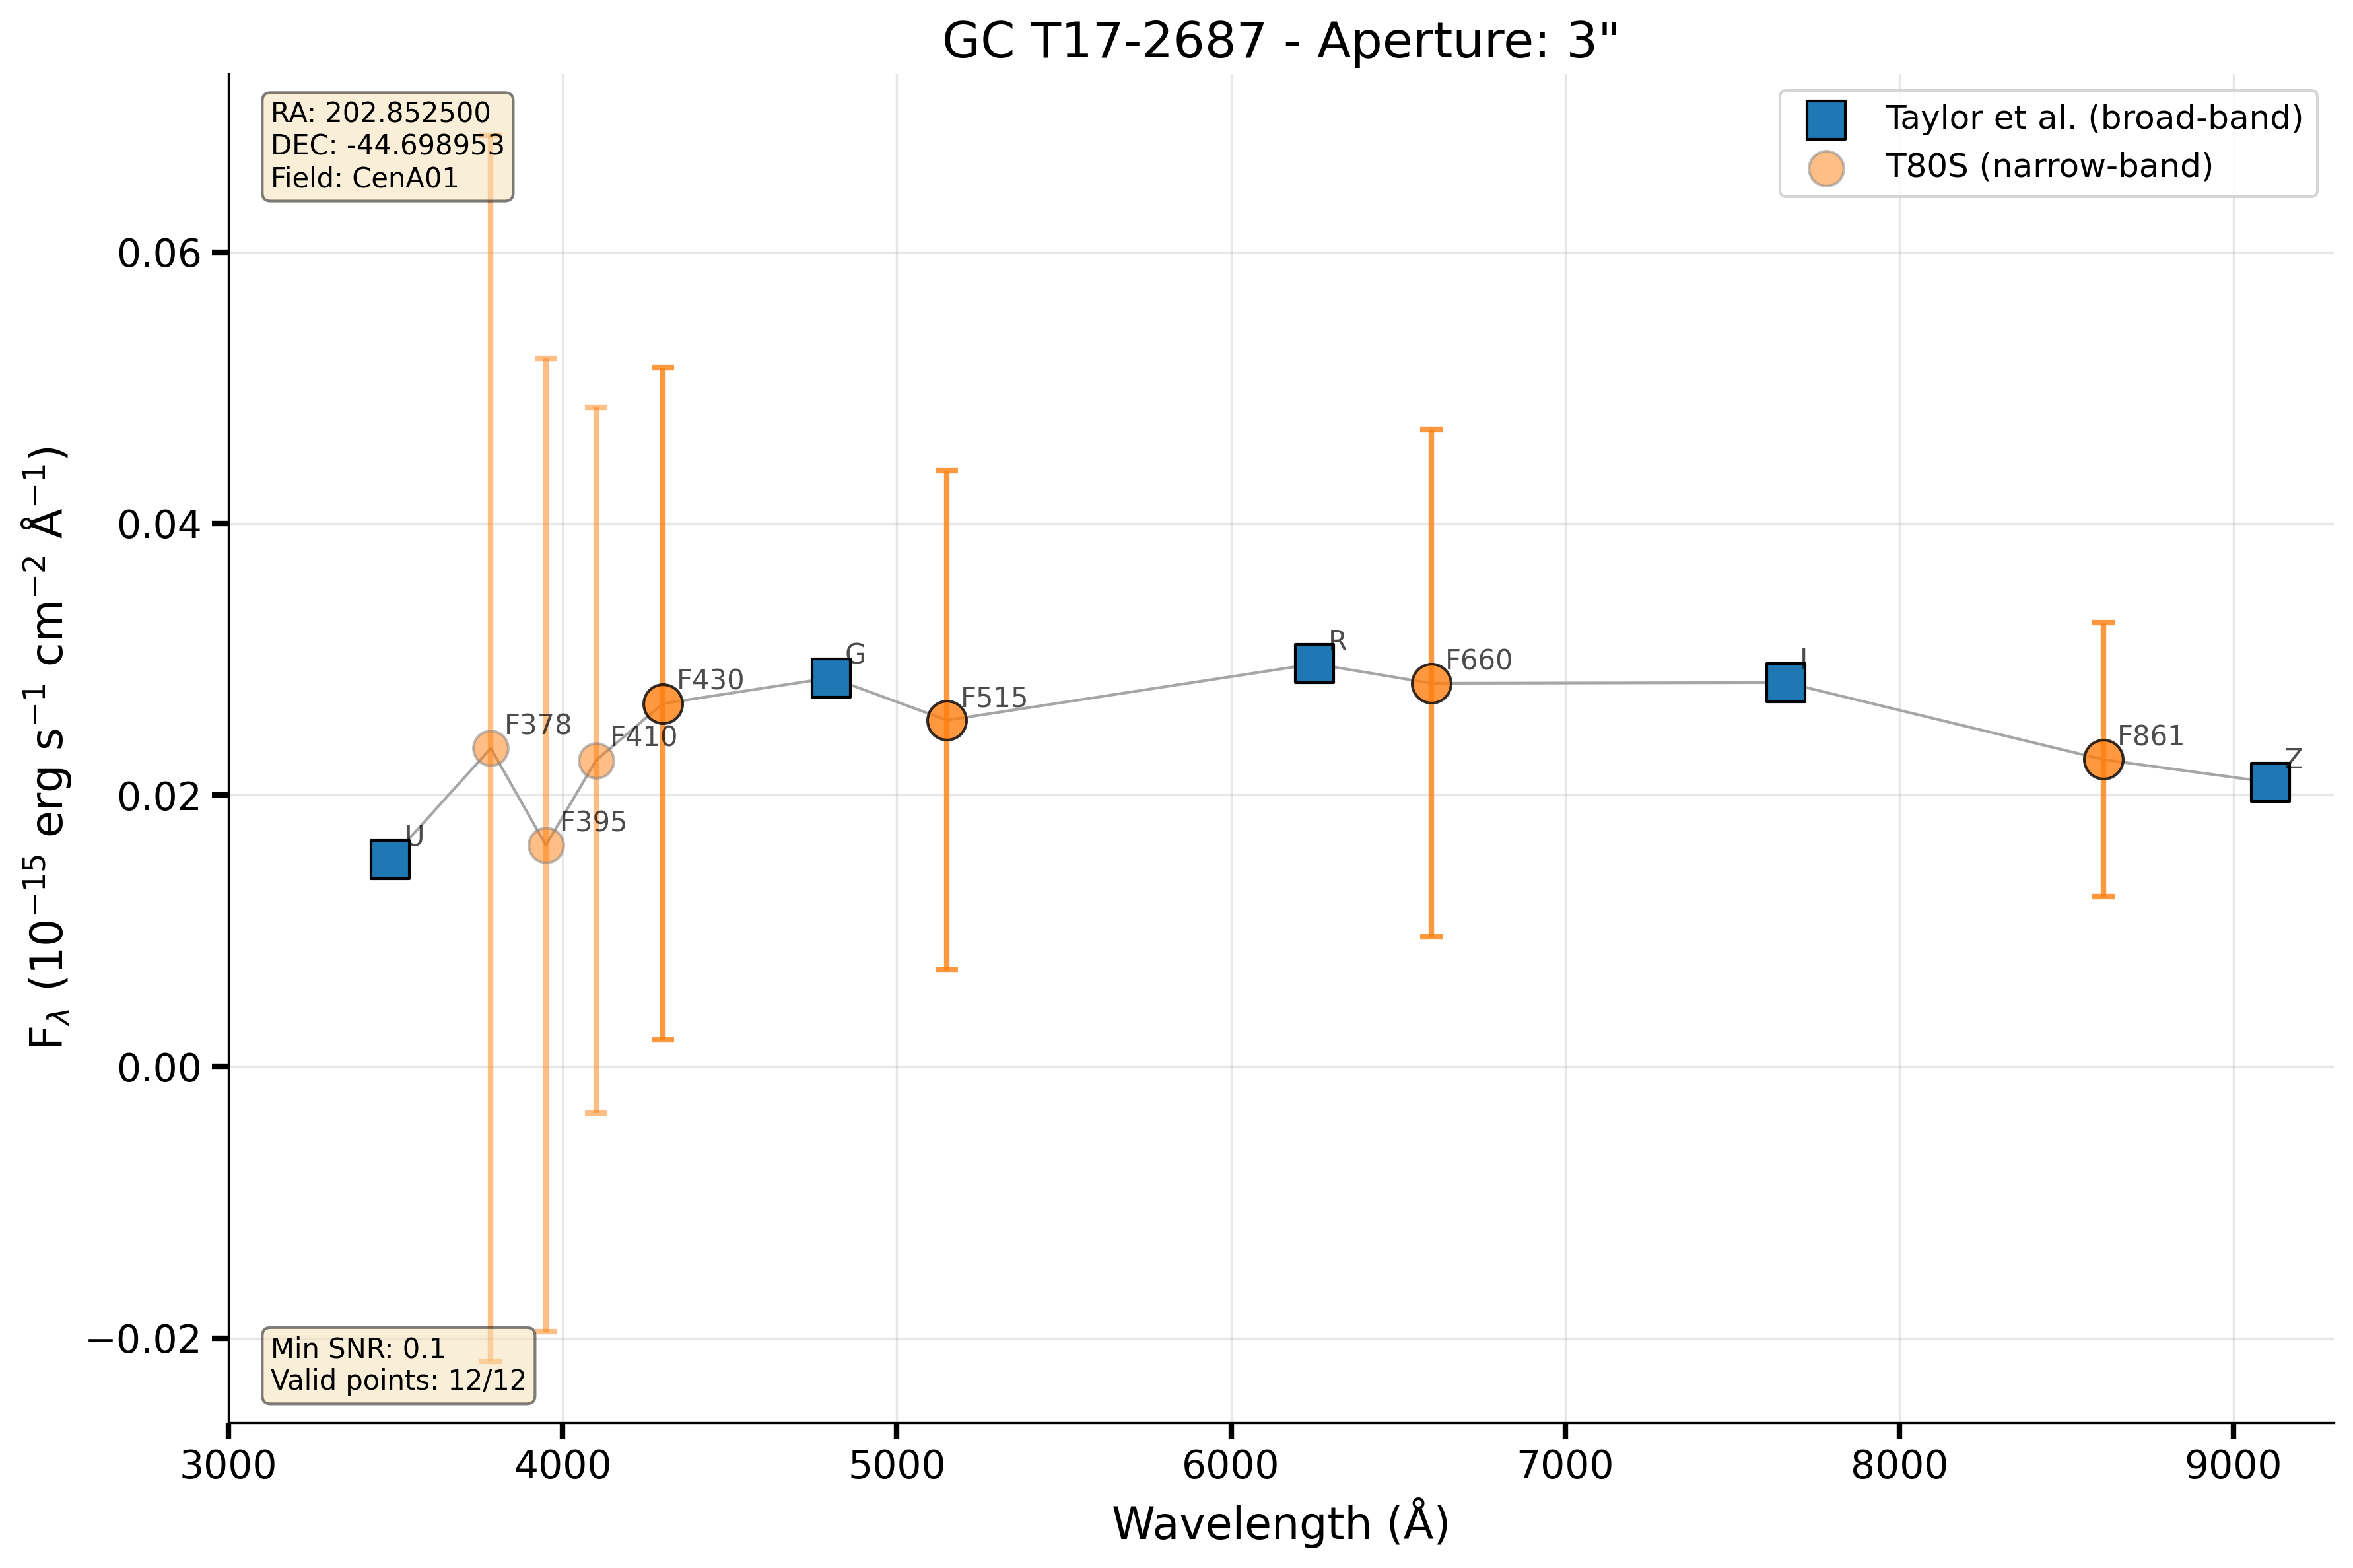 GC T17-2687 - Aperture: 3"
RA: 202.852500
DEC: -44.698953
Field: CenA01
Taylor et al. (broad-band)
T80S (narrow-band)
F_λ (10⁻¹⁵ erg s⁻¹ cm⁻² Å⁻¹)
0.06
0.04
0.02
0.00
−0.02
U
F378
F395
F410
F430
G
F515
R
F660
I
F861
Z
Min SNR: 0.1
Valid points: 12/12
3000
4000
5000
6000
7000
8000
9000
Wavelength (Å)